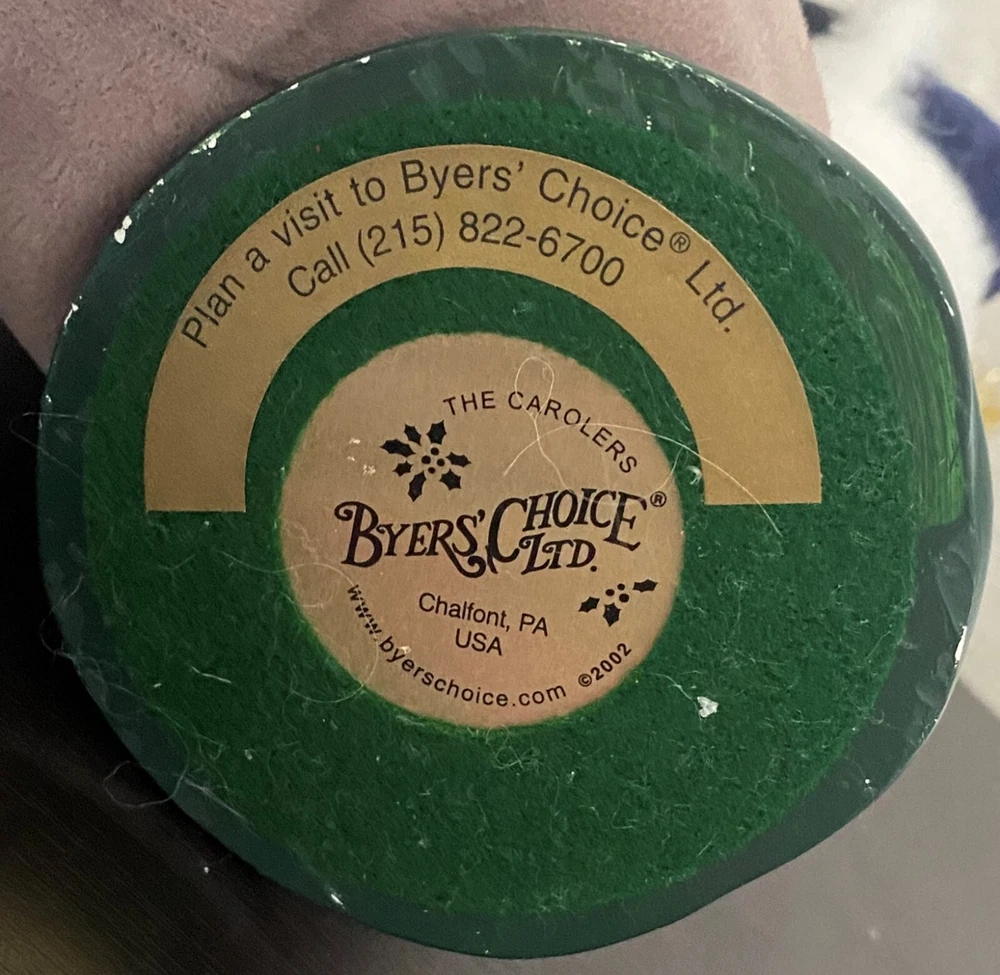 Plan a visit to Byers' Choice® Ltd.
Call (215) 822-6700
THE CAROLERS
BYERS' CHOICE®
LTD.
Chalfont, PA
USA
www.byerschoice.com ©2002